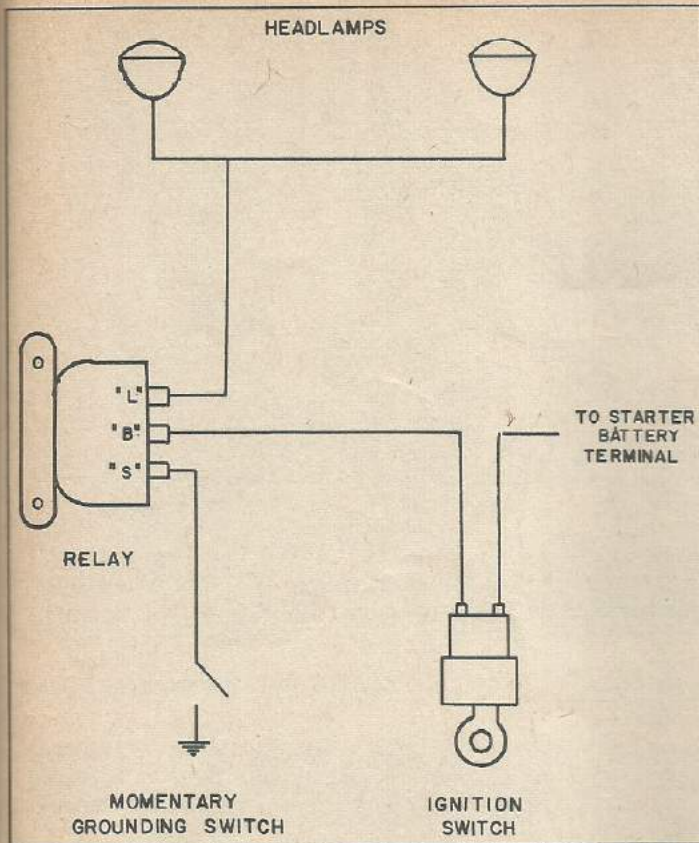 HEADLAMPS
"L"
"B"
"S"
TO STARTER
BATTERY
TERMINAL
RELAY
MOMENTARY
GROUNDING SWITCH
IGNITION
SWITCH